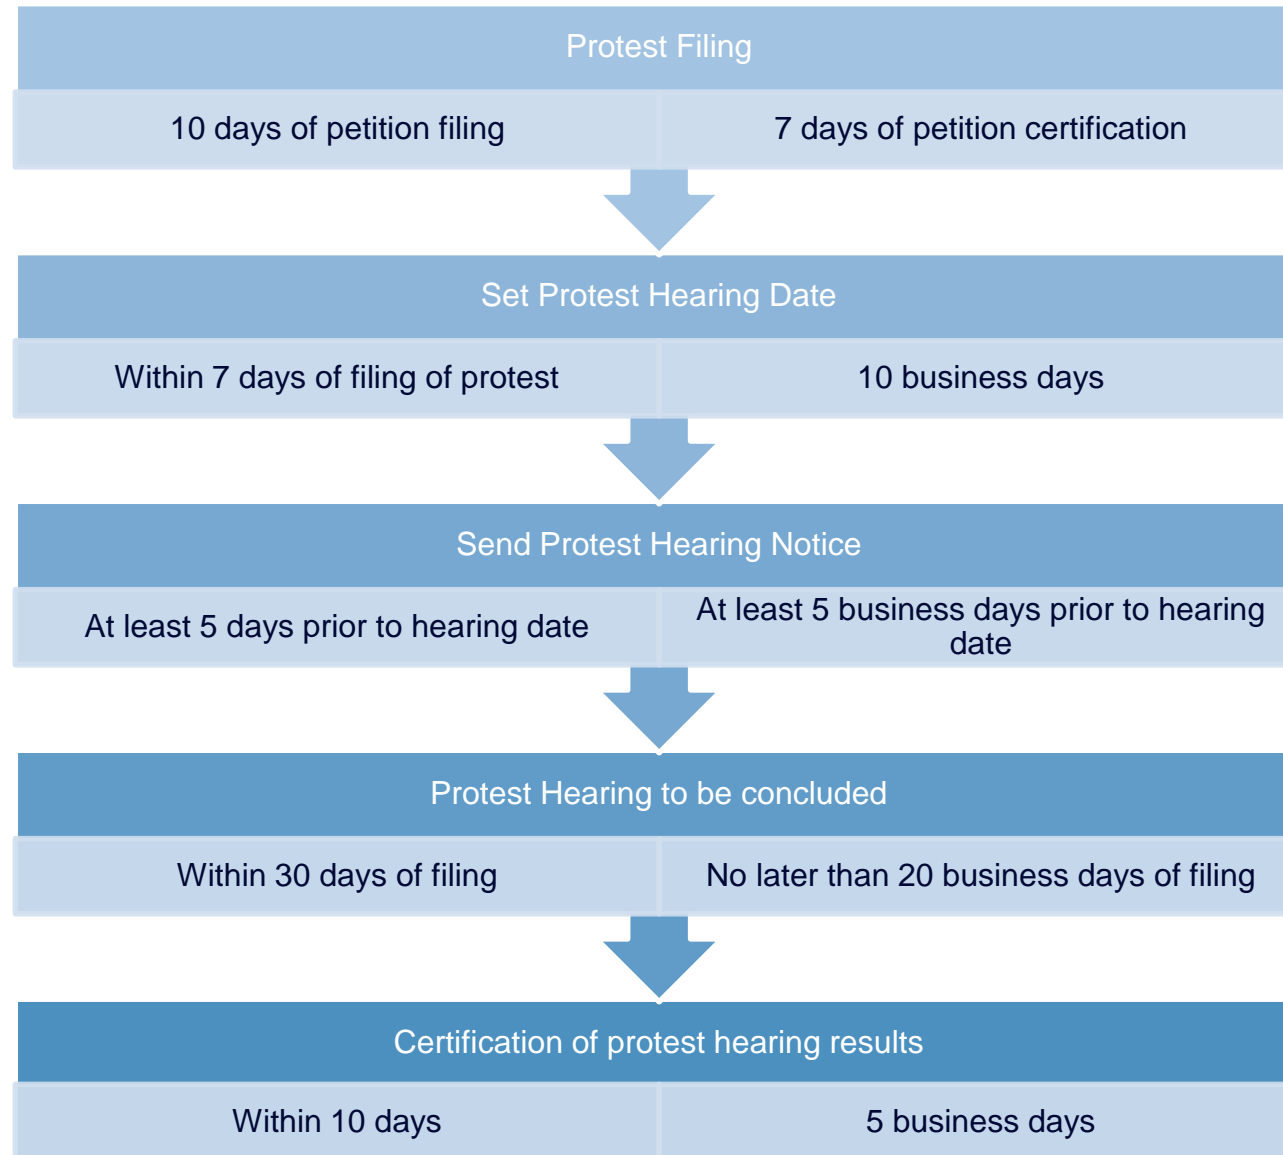 Protest Filing
10 days of petition filing
7 days of petition certification
Set Protest Hearing Date
Within 7 days of filing of protest
10 business days
Send Protest Hearing Notice
At least 5 days prior to hearing date
At least 5 business days prior to hearing
date
Protest Hearing to be concluded
Within 30 days of filing
No later than 20 business days of filing
Certification of protest hearing results
Within 10 days
5 business days